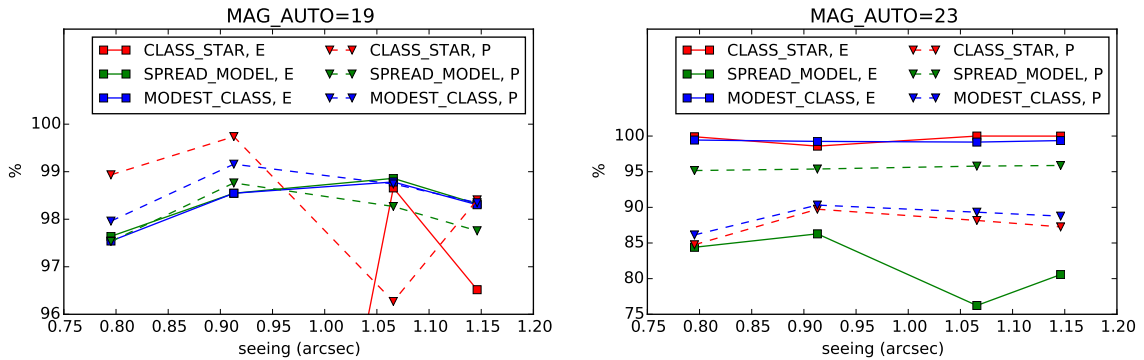 MAG_AUTO=19
CLASS_STAR, E
CLASS_STAR, P
SPREAD_MODEL, E
SPREAD_MODEL, P
MODEST_CLASS, E
MODEST_CLASS, P
100
99
98
97
96
%
0.75 0.80 0.85 0.90 0.95 1.00 1.05 1.10 1.15 1.20
seeing (arcsec)
MAG_AUTO=23
CLASS_STAR, E
CLASS_STAR, P
SPREAD_MODEL, E
SPREAD_MODEL, P
MODEST_CLASS, E
MODEST_CLASS, P
100
95
90
85
80
75
%
0.75 0.80 0.85 0.90 0.95 1.00 1.05 1.10 1.15 1.20
seeing (arcsec)